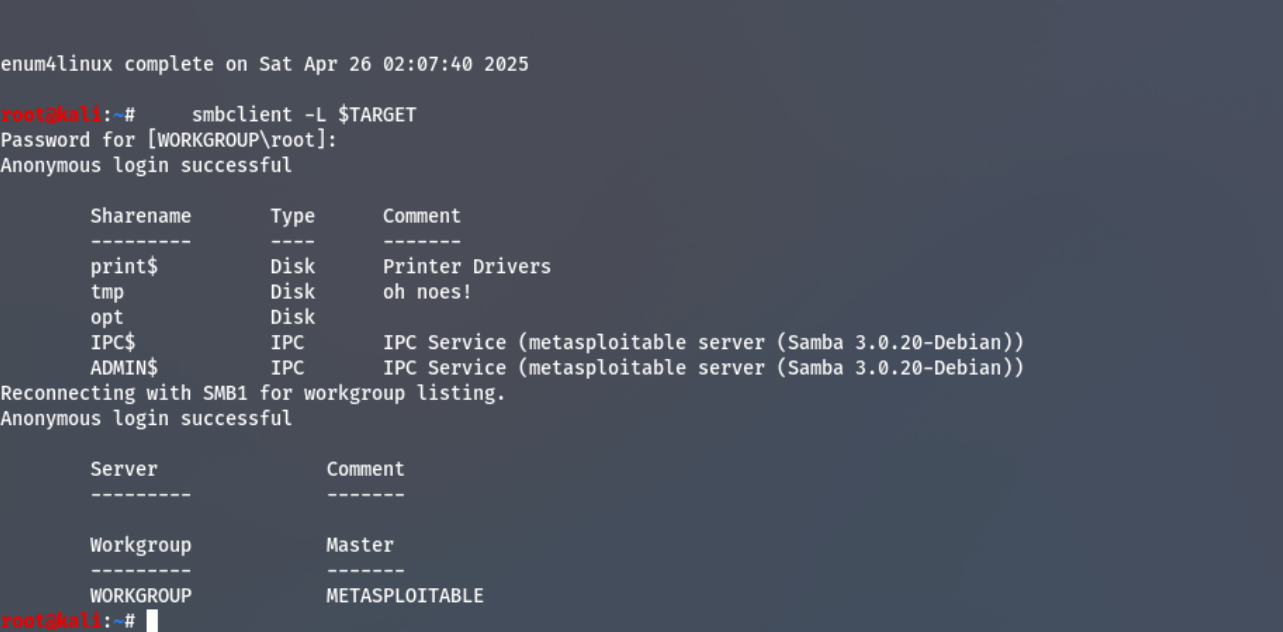 enum4linux complete on Sat Apr 26 02:07:40 2025
root@kali:~#     smbclient -L $TARGET
Password for [WORKGROUP\root]:
Anonymous login successful
Sharename       Type      Comment
---------       ----      -------
print$          Disk      Printer Drivers
tmp             Disk      oh noes!
opt             Disk
IPC$            IPC       IPC Service (metasploitable server (Samba 3.0.20-Debian))
ADMIN$          IPC       IPC Service (metasploitable server (Samba 3.0.20-Debian))
Reconnecting with SMB1 for workgroup listing.
Anonymous login successful
Server               Comment
---------            -------
Workgroup            Master
---------            -------
WORKGROUP            METASPLOITABLE
root@kali:~#